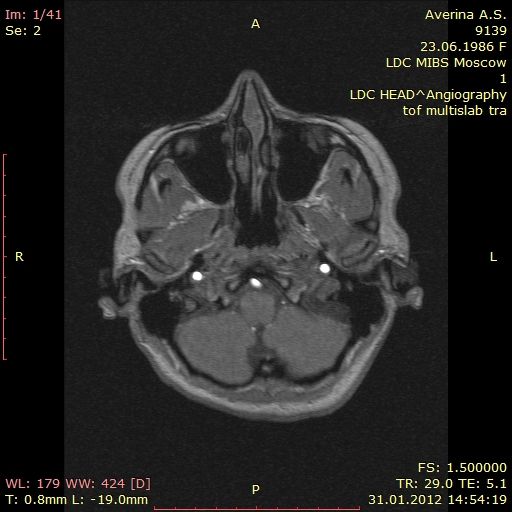 Im: 1/41
Se: 2
A
Averina A.S.
9139
23.06.1986 F
LDC MIBS Moscow
1
LDC HEAD^Angiography
tof multislab tra
R
L
WL: 179 WW: 424 [D]
T: 0.8mm L: -19.0mm
P
FS: 1.500000
TR: 29.0 TE: 5.1
31.01.2012 14:54:19